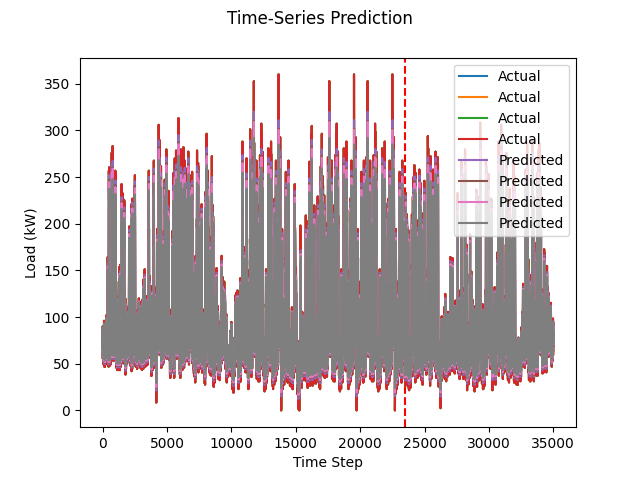 Time-Series Prediction
Actual
Actual
Actual
Actual
Predicted
Predicted
Predicted
Predicted
Load (kW)
350
300
250
200
150
100
50
0
0
5000
10000
15000
20000
25000
30000
35000
Time Step